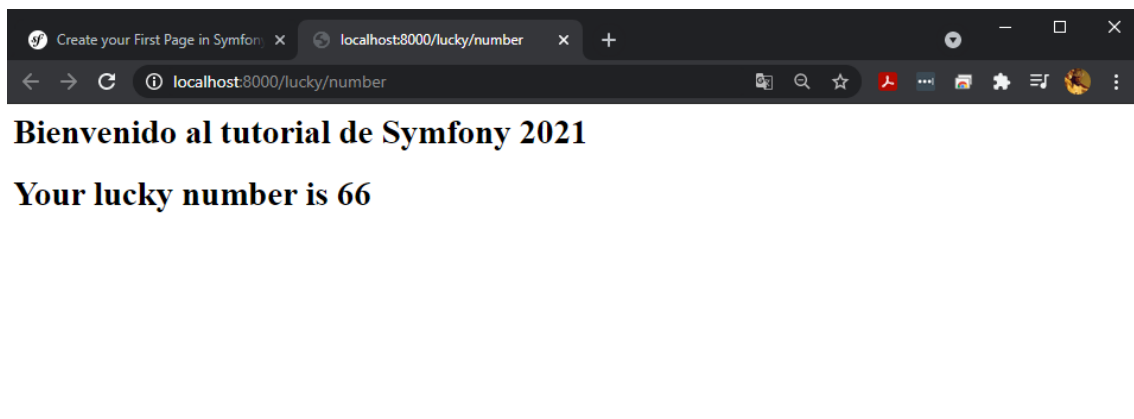 Create your First Page in Symfon
localhost:8000/lucky/number
localhost:8000/lucky/number
Bienvenido al tutorial de Symfony 2021
Your lucky number is 66